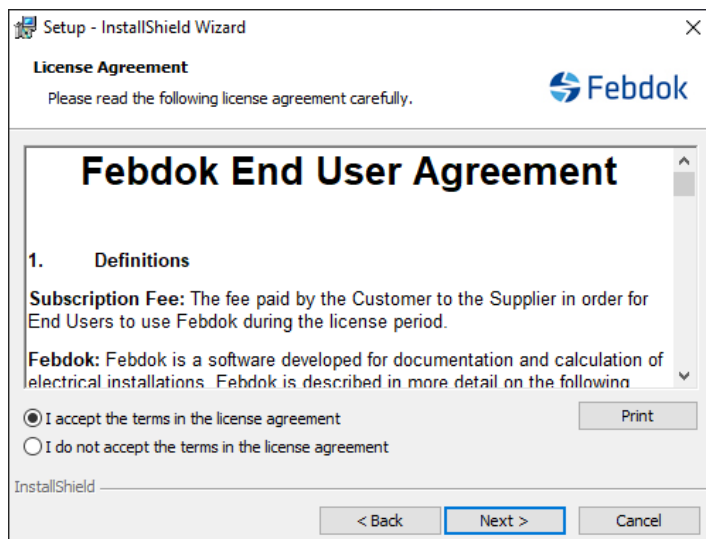 Setup - InstallShield Wizard
License Agreement
Please read the following license agreement carefully.
Febdok
Febdok End User Agreement
1. Definitions
Subscription Fee: The fee paid by the Customer to the Supplier in order for
End Users to use Febdok during the license period.
Febdok: Febdok is a software developed for documentation and calculation of
electrical installations. Febdok is described in more detail on the following
I accept the terms in the license agreement
Print
I do not accept the terms in the license agreement
InstallShield
< Back
Next >
Cancel